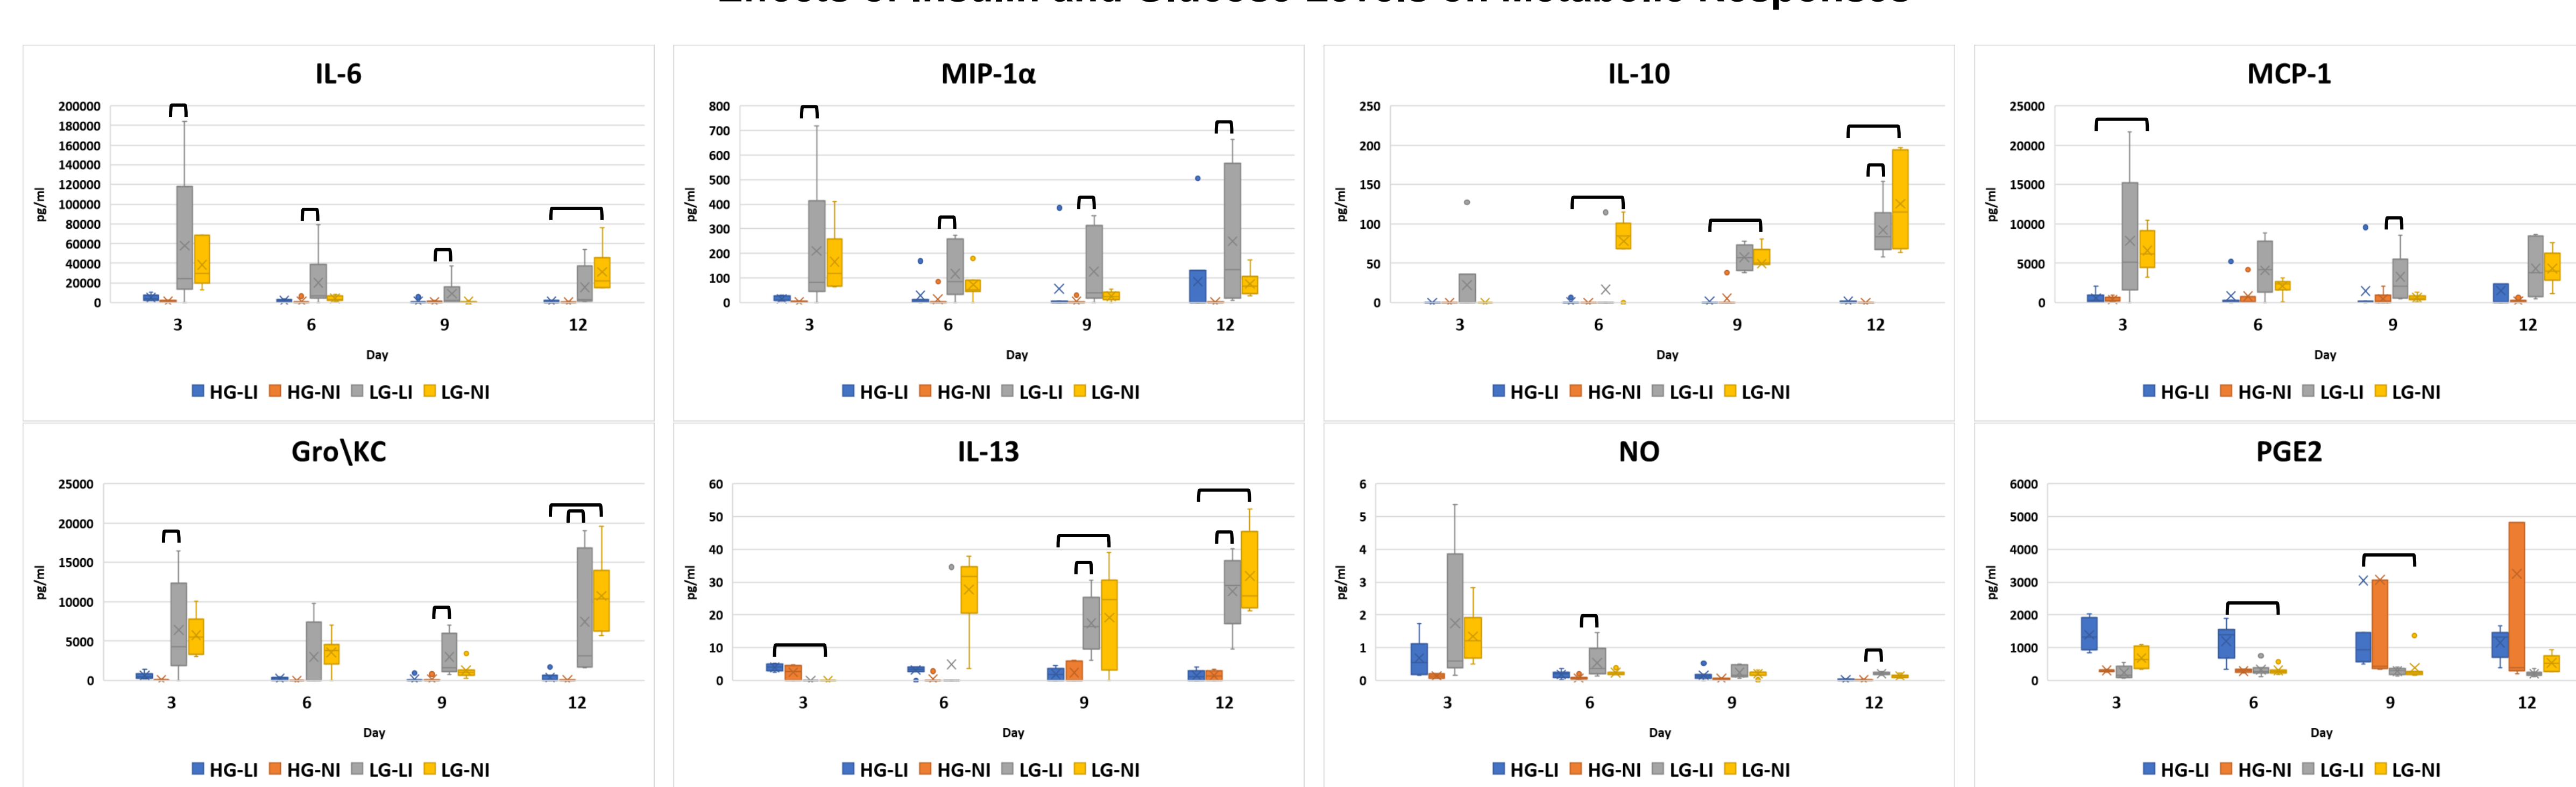 Effects of Insulin and Glucose Levels on Metabolic Responses
IL-6
200000
180000
160000
140000
120000
100000
80000
60000
40000
20000
0
pg/ml
3 6 9 12
Day
HG-LI HG-NI LG-LI LG-NI
MIP-1α
800
700
600
500
400
300
200
100
0
pg/ml
3 6 9 12
Day
HG-LI HG-NI LG-LI LG-NI
IL-10
250
200
150
100
50
0
pg/ml
3 6 9 12
Day
HG-LI HG-NI LG-LI LG-NI
MCP-1
25000
20000
15000
10000
5000
0
pg/ml
3 6 9 12
Day
HG-LI HG-NI LG-LI LG-NI
Gro\KC
25000
20000
15000
10000
5000
0
pg/ml
3 6 9 12
Day
HG-LI HG-NI LG-LI LG-NI
IL-13
60
50
40
30
20
10
0
pg/ml
3 6 9 12
Day
HG-LI HG-NI LG-LI LG-NI
NO
6
5
4
3
2
1
0
pg/ml
3 6 9 12
Day
HG-LI HG-NI LG-LI LG-NI
PGE2
6000
5000
4000
3000
2000
1000
0
pg/ml
3 6 9 12
Day
HG-LI HG-NI LG-LI LG-NI